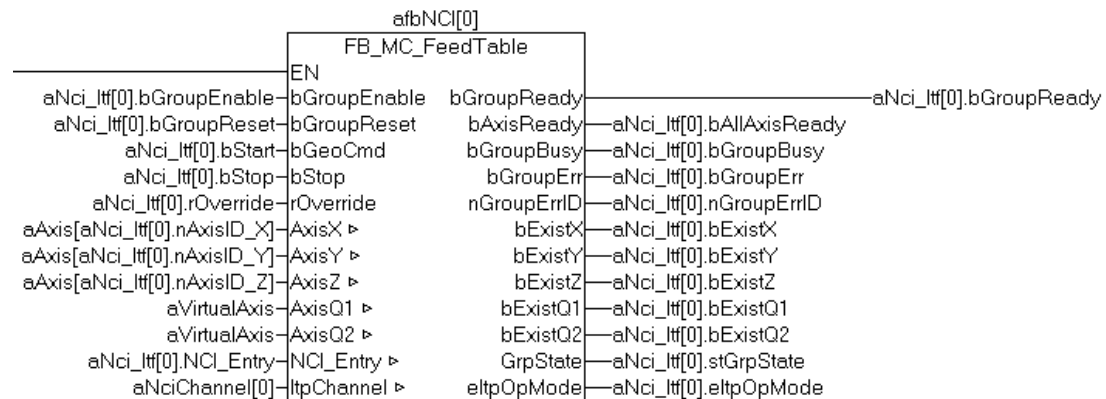 afbNCI[0]
FB_MC_FeedTable
EN
aNci_Itf[0].bGroupEnable bGroupEnable bGroupReady aNci_Itf[0].bGroupReady
aNci_Itf[0].bGroupReset bGroupReset bAxisReady aNci_Itf[0].bAllAxisReady
aNci_Itf[0].bStart bGeoCmd bGroupBusy aNci_Itf[0].bGroupBusy
aNci_Itf[0].bStop bStop bGroupErr aNci_Itf[0].bGroupErr
aNci_Itf[0].rOverride rOverride nGroupErrID aNci_Itf[0].nGroupErrID
aAxis[aNci_Itf[0].nAxisID_X] AxisX bExistX aNci_Itf[0].bExistX
aAxis[aNci_Itf[0].nAxisID_Y] AxisY bExistY aNci_Itf[0].bExistY
aAxis[aNci_Itf[0].nAxisID_Z] AxisZ bExistZ aNci_Itf[0].bExistZ
aVirtualAxis AxisQ1 bExistQ1 aNci_Itf[0].bExistQ1
aVirtualAxis AxisQ2 bExistQ2 aNci_Itf[0].bExistQ2
aNci_Itf[0].NCI_Entry NCI_Entry GrpState aNci_Itf[0].stGrpState
aNciChannel[0] ItpChannel eItpOpMode aNci_Itf[0].eItpOpMode